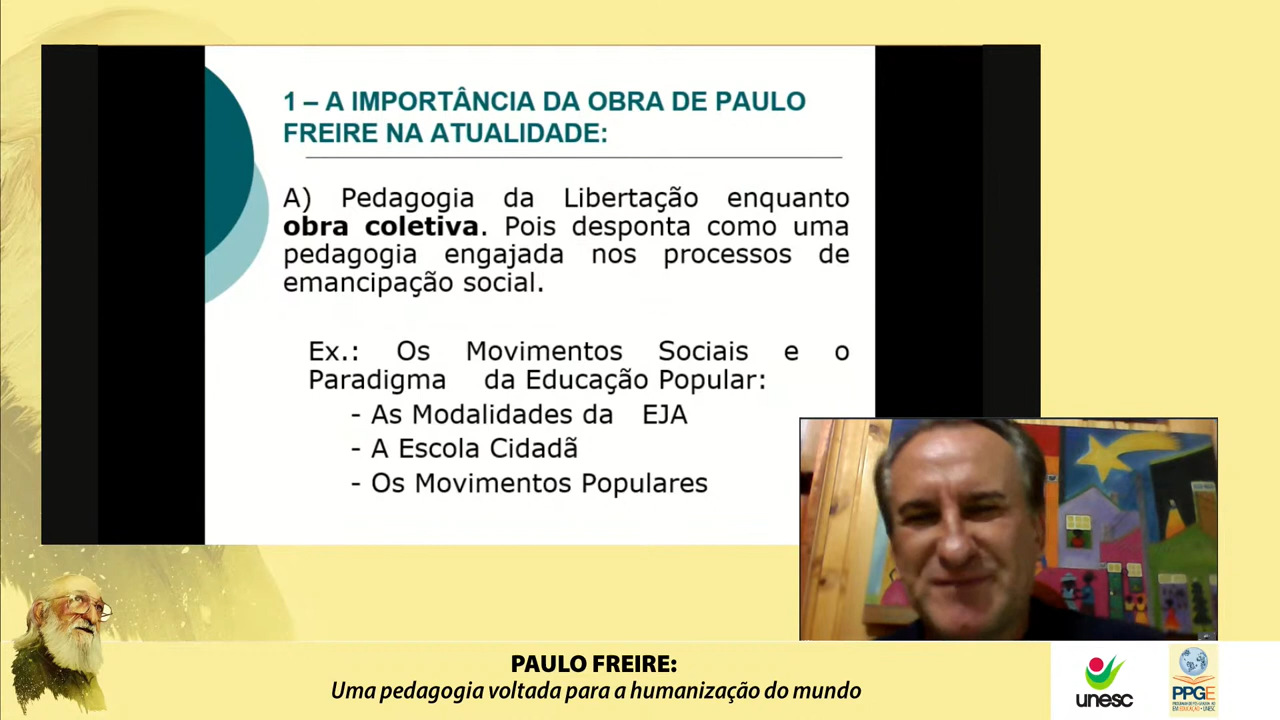 1 – A IMPORTÂNCIA DA OBRA DE PAULO
FREIRE NA ATUALIDADE:
A) Pedagogia da Libertação enquanto
obra coletiva. Pois desponta como uma
pedagogia engajada nos processos de
emancipação social.
Ex.: Os Movimentos Sociais e o
Paradigma da Educação Popular:
- As Modalidades da EJA
- A Escola Cidadã
- Os Movimentos Populares
PAULO FREIRE:
Uma pedagogia voltada para a humanização do mundo
unesc
PPGE